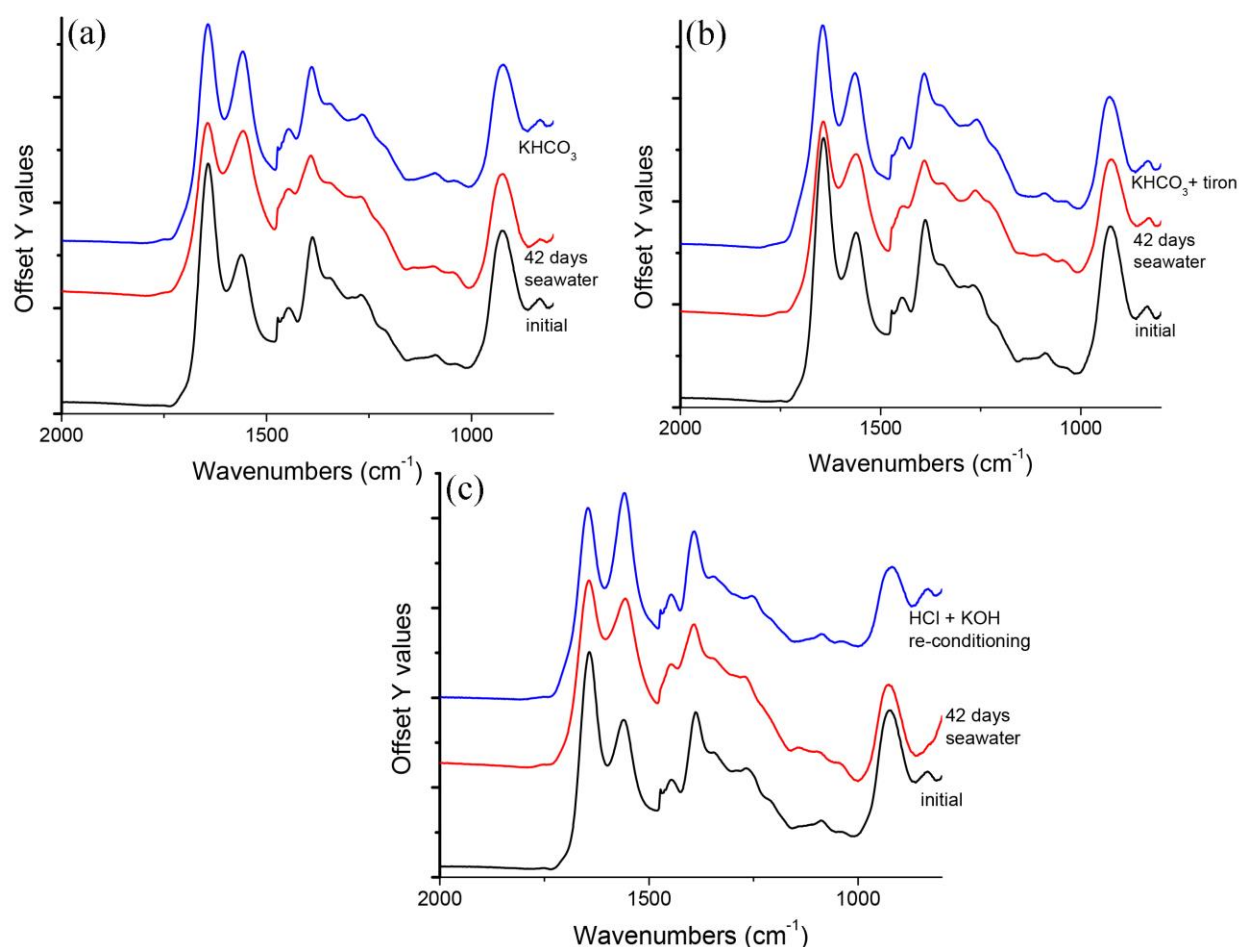 (a)
Offset Y values
KHCO₃
42 days
seawater
initial
2000 1500 1000
Wavenumbers (cm⁻¹)
(b)
Offset Y values
KHCO₃+ tiron
42 days
seawater
initial
2000 1500 1000
Wavenumbers (cm⁻¹)
(c)
Offset Y values
HCl + KOH
re-conditioning
42 days
seawater
initial
2000 1500 1000
Wavenumbers (cm⁻¹)